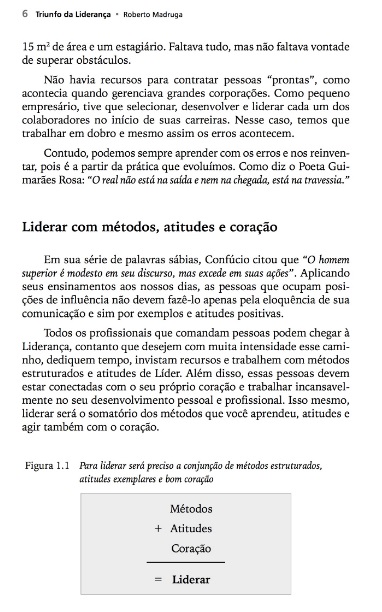 6 Triunfo da Liderança • Roberto Madruga
15 m² de área e um estagiário. Faltava tudo, mas não faltava vontade
de superar obstáculos.
Não havia recursos para contratar pessoas “prontas”, como
acontecia quando gerenciava grandes corporações. Como pequeno
empresário, tive que selecionar, desenvolver e liderar cada um dos
colaboradores no início de suas carreiras. Nesse caso, temos que
trabalhar em dobro e mesmo assim os erros acontecem.
Contudo, podemos sempre aprender com os erros e nos reinven-
tar, pois é a partir da prática que evoluímos. Como diz o Poeta Gui-
marães Rosa: “O real não está na saída e nem na chegada, está na travessia.”
Liderar com métodos, atitudes e coração
Em sua série de palavras sábias, Confúcio citou que “O homem
superior é modesto em seu discurso, mas excede em suas ações”. Aplicando
seus ensinamentos aos nossos dias, as pessoas que ocupam posi-
ções de influência não devem fazê-lo apenas pela eloquência de sua
comunicação e sim por exemplos e atitudes positivas.
Todos os profissionais que comandam pessoas podem chegar à
Liderança, contanto que desejem com muita intensidade esse cami-
nho, dediquem tempo, invistam recursos e trabalhem com métodos
estruturados e atitudes de Líder. Além disso, essas pessoas devem
estar conectadas com o seu próprio coração e trabalhar incansavel-
mente no seu desenvolvimento pessoal e profissional. Isso mesmo,
liderar será o somatório dos métodos que você aprendeu, atitudes e
agir também com o coração.
Figura 1.1 Para liderar será preciso a conjunção de métodos estruturados,
atitudes exemplares e bom coração
Métodos
+ Atitudes
Coração
= Liderar